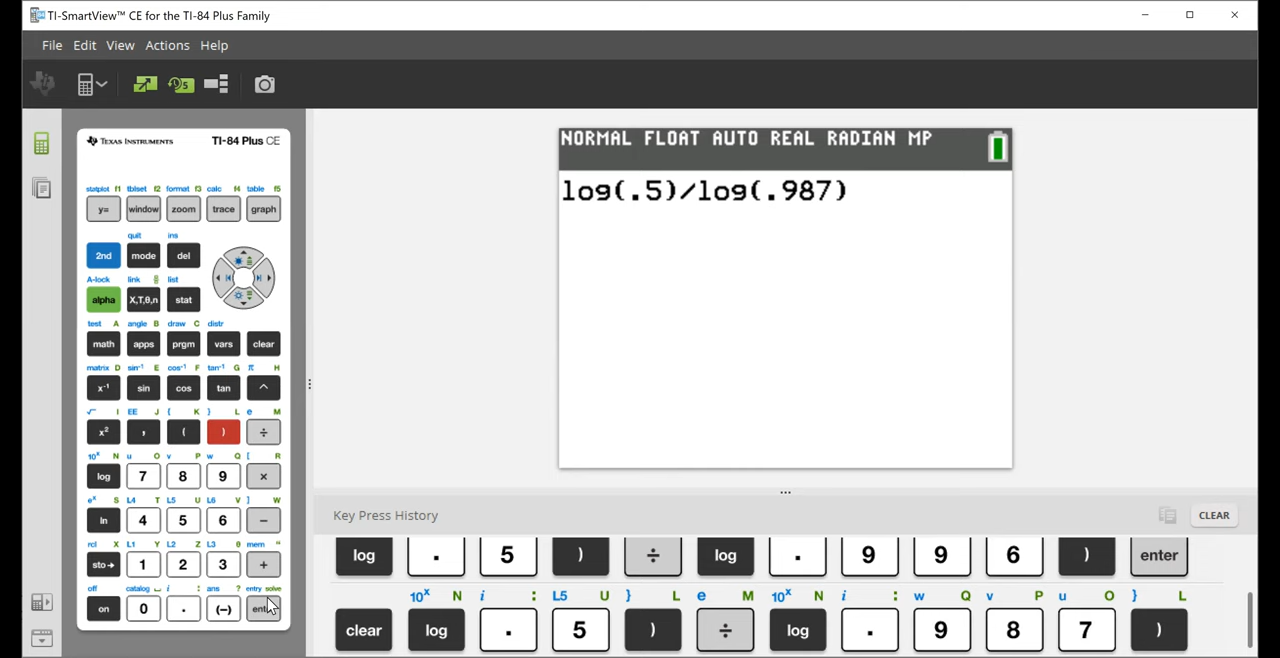 TI-SmartView™ CE for the TI-84 Plus Family
File Edit View Actions Help
TEXAS INSTRUMENTS TI-84 Plus CE
statplot f1 tblset f2 format f3 calc f4 table f5
y= window zoom trace graph
quit ins
2nd mode del
A-lock link list
alpha X,T,θ,n stat
test A angle B draw C distr
math apps prgm vars clear
matrix D sin⁻¹ E cos⁻¹ F tan⁻¹ G π H
x⁻¹ sin cos tan ^
√ I EE J { K } L e M
x² , ( ) ÷
10ˣ N u O v P w Q [ R
log 7 8 9 ×
eˣ S L4 T L5 U L6 V ] W
ln 4 5 6 −
rcl X L1 Y L2 Z L3 θ mem "
sto→ 1 2 3 +
off catalog ⎵ i : ans ? entry solve
on 0 . (−) ent
NORMAL FLOAT AUTO REAL RADIAN MP
log(.5)/log(.987)
Key Press History
CLEAR
log . 5 ) ÷ log . 9 9 6 ) enter
10ˣ N i : L5 U } L e M 10ˣ N i : w Q v P u O } L
clear log . 5 ) ÷ log . 9 8 7 )